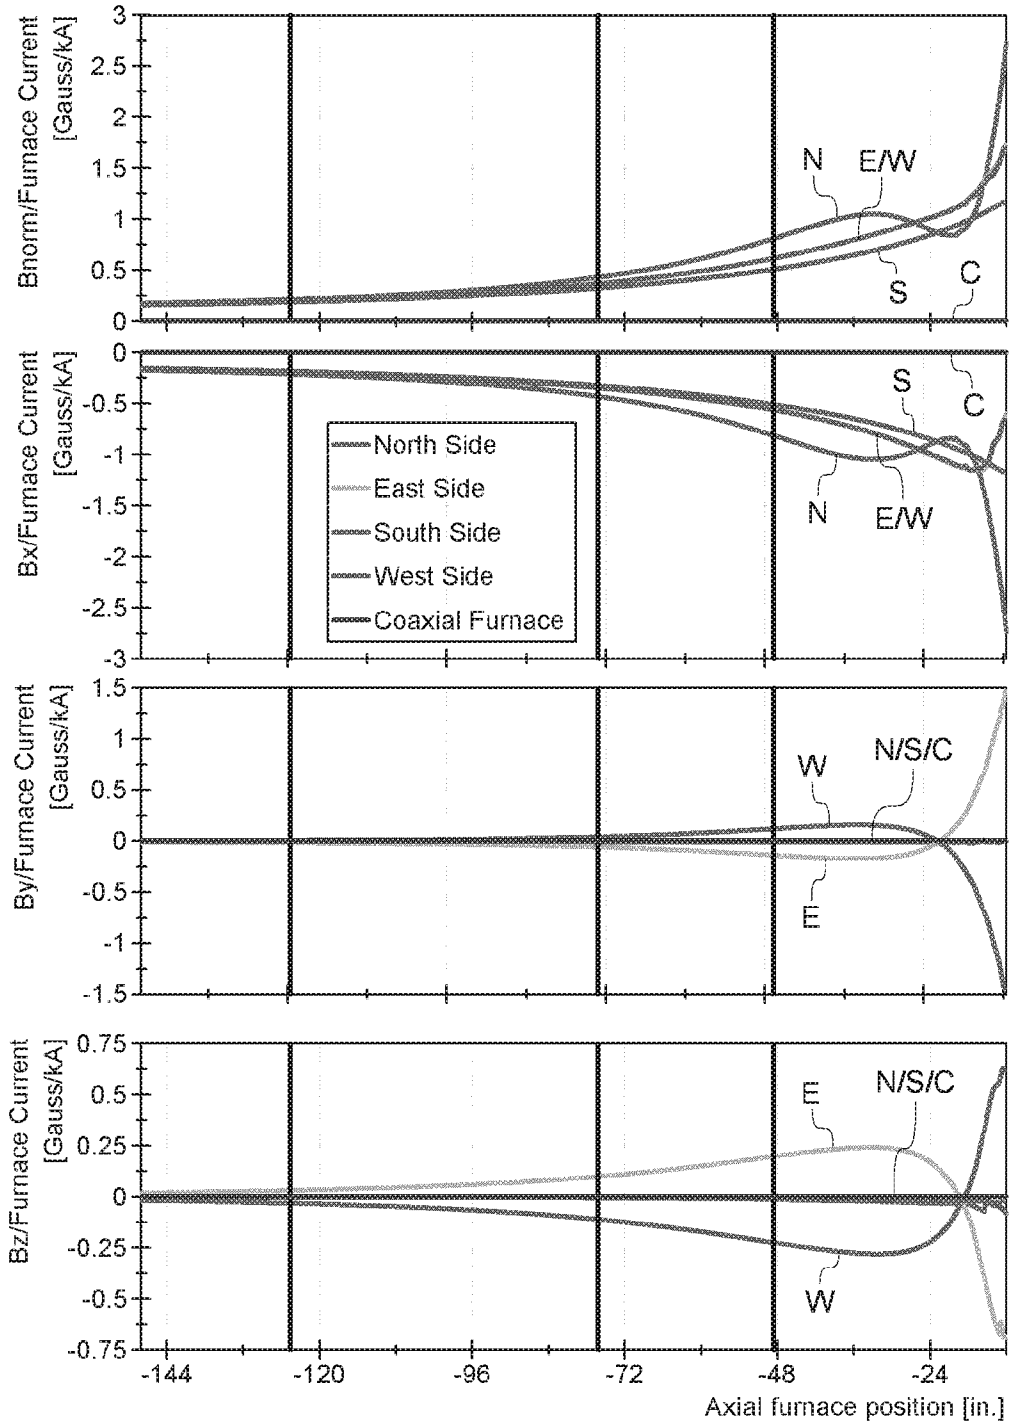 Bnorm/Furnace Current
[Gauss/kA]
3
2.5
2
1.5
1
0.5
0
N
E/W
S
C
Bx/Furnace Current
[Gauss/kA]
0
-0.5
-1
-1.5
-2
-2.5
-3
S
C
N
E/W
North Side
East Side
South Side
West Side
Coaxial Furnace
By/Furnace Current
[Gauss/kA]
1.5
1
0.5
0
-0.5
-1
-1.5
W
N/S/C
E
Bz/Furnace Current
[Gauss/kA]
0.75
0.5
0.25
0
-0.25
-0.5
-0.75
E
N/S/C
W
-144
-120
-96
-72
-48
-24
Axial furnace position [in.]